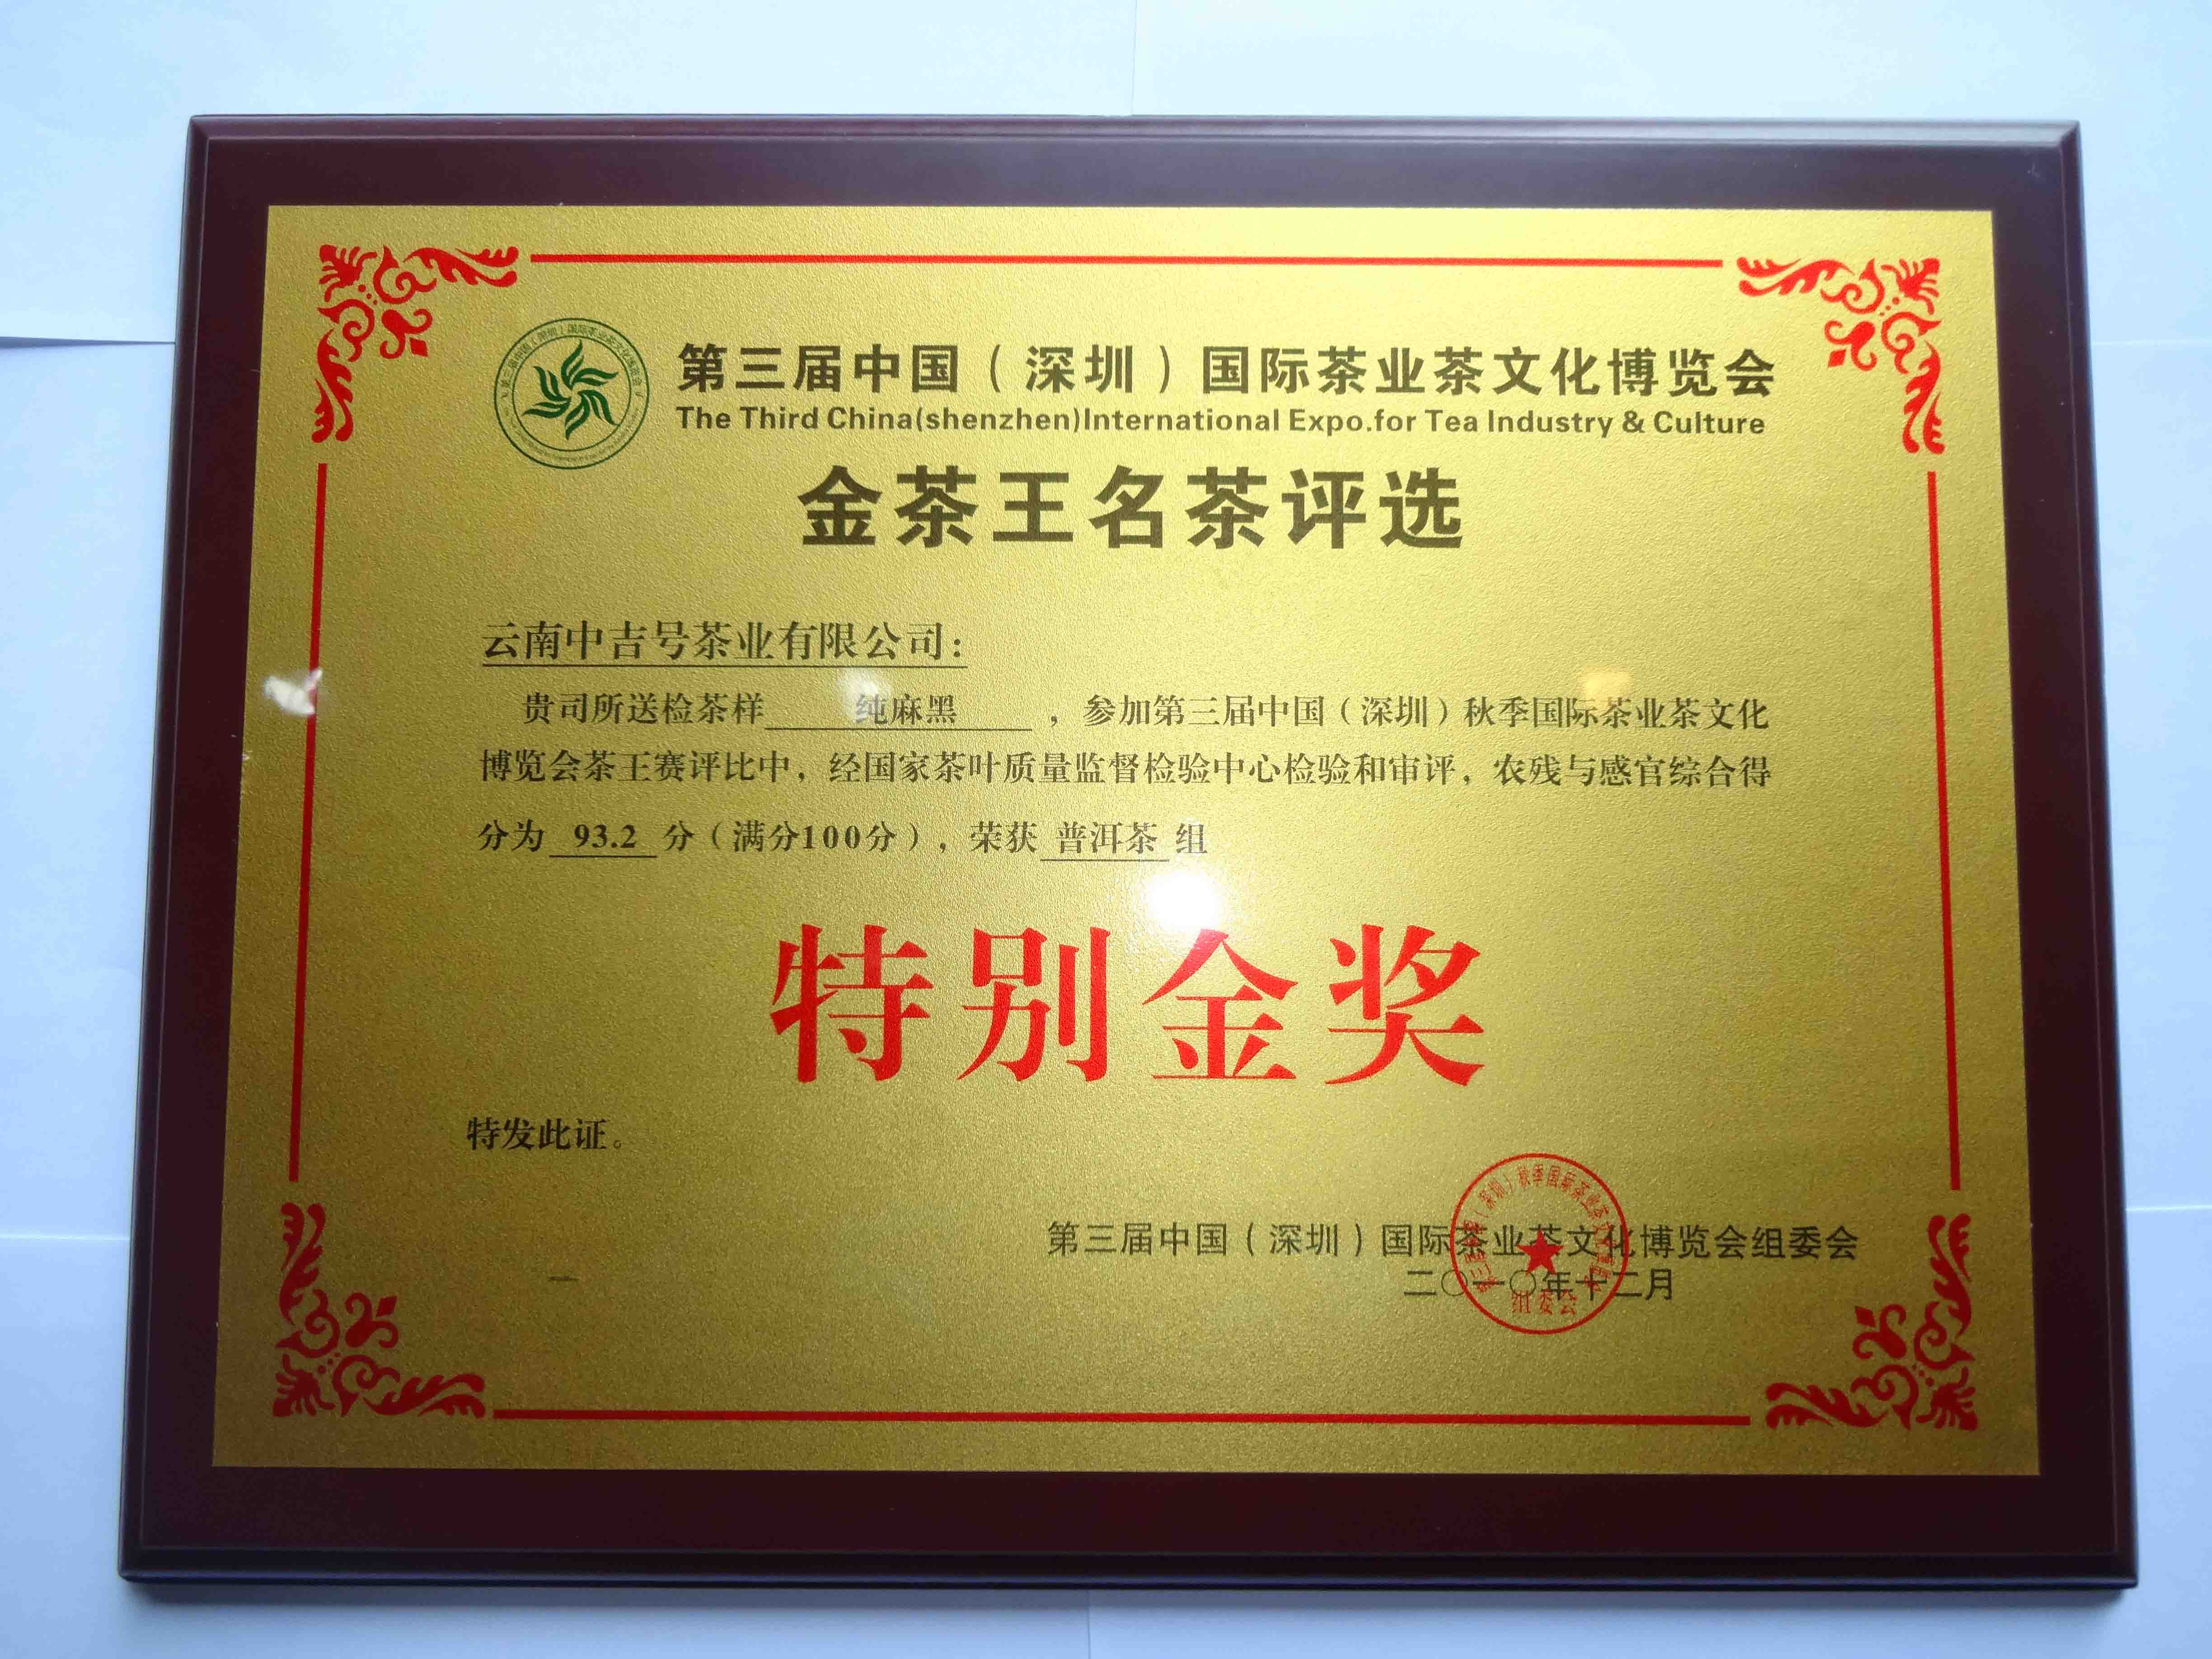 第三届中国（深圳）国际茶业茶文化博览会
The Third China(shenzhen)International Expo.for Tea Industry & Culture
金茶王名茶评选
云南中吉号茶业有限公司：
贵司所送检茶样 纯麻黑 ，参加第三届中国（深圳）秋季国际茶业茶文化
博览会茶王赛评比中，经国家茶叶质量监督检验中心检验和审评，农残与感官综合得
分为 93.2 分（满分100分），荣获 普洱茶 组
特别金奖
特发此证。
第三届中国（深圳）国际茶业茶文化博览会组委会
二〇一〇年十二月
组委会